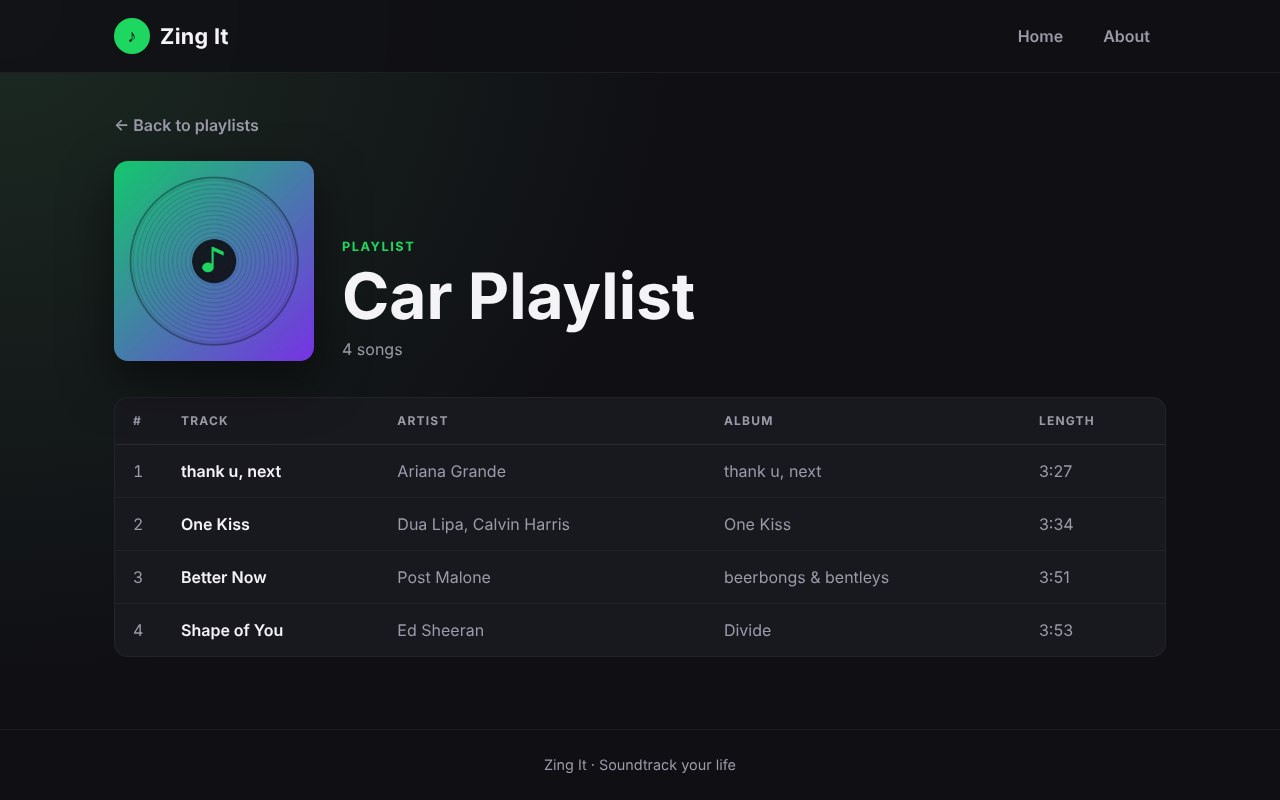 ♪ Zing It Home About
← Back to playlists
PLAYLIST
Car Playlist
4 songs
# TRACK ARTIST ALBUM LENGTH
1 thank u, next Ariana Grande thank u, next 3:27
2 One Kiss Dua Lipa, Calvin Harris One Kiss 3:34
3 Better Now Post Malone beerbongs & bentleys 3:51
4 Shape of You Ed Sheeran Divide 3:53
Zing It · Soundtrack your life